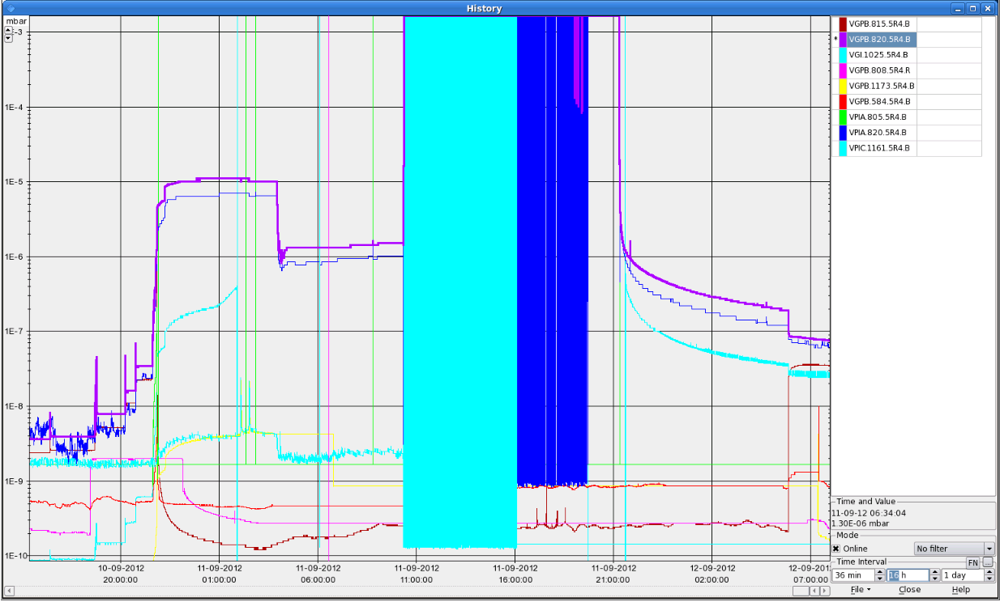 History
mbar
E-3
1E-4
1E-5
1E-6
1E-7
1E-8
1E-9
1E-10
10-09-2012 11-09-2012 11-09-2012 11-09-2012 11-09-2012 11-09-2012 12-09-2012 12-09-201
20:00:00 01:00:00 06:00:00 11:00:00 16:00:00 21:00:00 02:00:00 07:00:00
VGPB.815.5R4.B
* VGPB.820.5R4.B
VGI.1025.5R4.B
VGPB.808.5R4.R
VGPB.1173.5R4.B
VGPB.584.5R4.B
VPIA.805.5R4.B
VPIA.820.5R4.B
VPIC.1161.5R4.B
Time and Value
11-09-12 06:34:04
1.30E-06 mbar
Mode
Online No filter
Time Interval FN ...
36 min 16 h 1 day
File Close Help